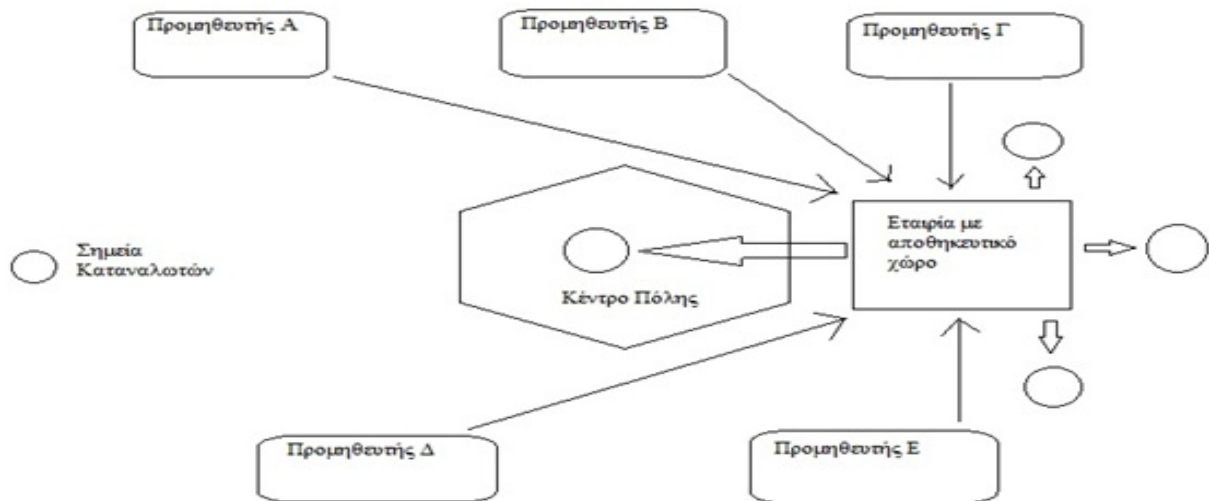 Προμηθευτής Α
Προμηθευτής Β
Προμηθευτής Γ
Εταιρία με
αποθηκευτικό
χώρο
Σημεία
Καταναλωτών
Κέντρο Πόλης
Προμηθευτής Δ
Προμηθευτής Ε